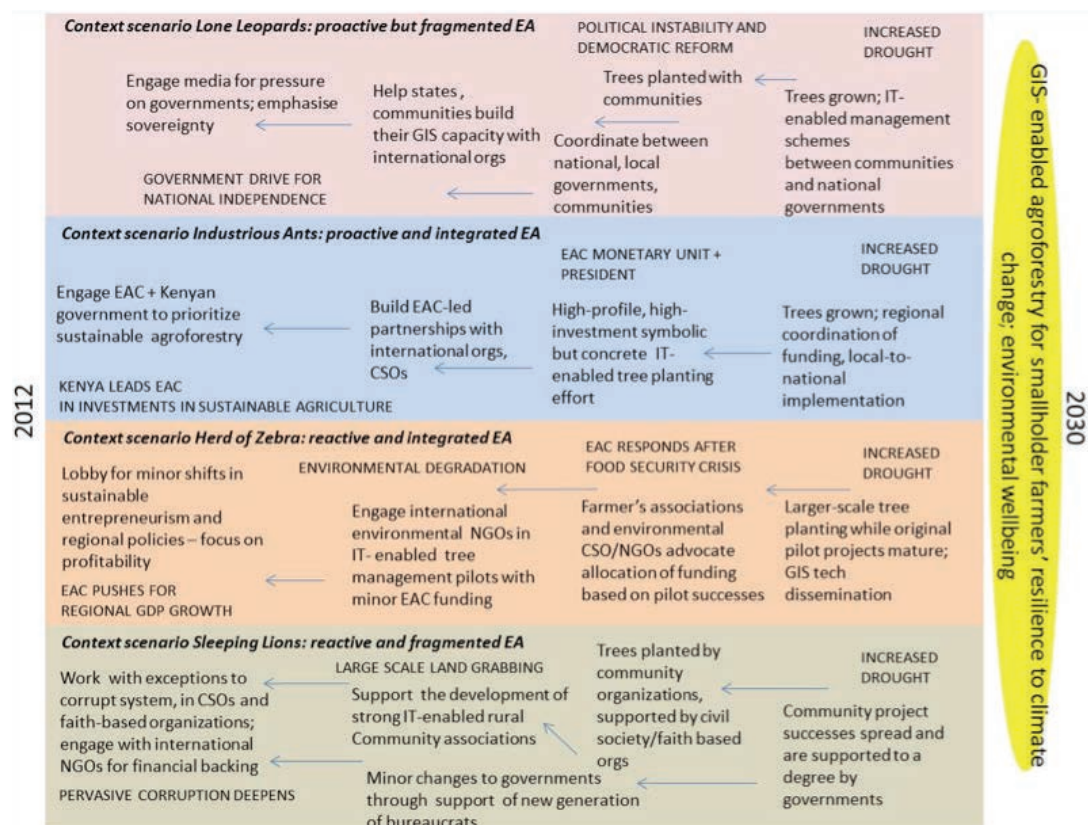 Context scenario Lone Leopards: proactive but fragmented EA
POLITICAL INSTABILITY AND
DEMOCRATIC REFORM
INCREASED
DROUGHT
Engage media for pressure
on governments; emphasise
sovereignty
Help states ,
communities build
their GIS capacity with
international orgs
Trees planted with
communities
Coordinate between
national, local
governments,
communities
Trees grown; IT-
enabled management
schemes
between communities
and national
governments
GOVERNMENT DRIVE FOR
NATIONAL INDEPENDENCE
Context scenario Industrious Ants: proactive and integrated EA
EAC MONETARY UNIT +
PRESIDENT
INCREASED
DROUGHT
Engage EAC + Kenyan
government to prioritize
sustainable agroforestry
Build EAC-led
partnerships with
international orgs,
CSOs
High-profile, high-
investment symbolic
but concrete IT-
enabled tree planting
effort
Trees grown; regional
coordination of
funding, local-to-
national
implementation
KENYA LEADS EAC
IN INVESTMENTS IN SUSTAINABLE AGRICULTURE
Context scenario Herd of Zebra: reactive and integrated EA
Lobby for minor shifts in
sustainable
entrepreneurism and
regional policies – focus on
profitability
EAC PUSHES FOR
REGIONAL GDP GROWTH
ENVIRONMENTAL DEGRADATION
Engage international
environmental NGOs in
IT- enabled tree
management pilots with
minor EAC funding
EAC RESPONDS AFTER
FOOD SECURITY CRISIS
Farmer's associations
and environmental
CSO/NGOs advocate
allocation of funding
based on pilot successes
INCREASED
DROUGHT
Larger-scale tree
planting while original
pilot projects mature;
GIS tech
dissemination
Context scenario Sleeping Lions: reactive and fragmented EA
Work with exceptions to
corrupt system, in CSOs and
faith-based organizations;
engage with international
NGOs for financial backing
PERVASIVE CORRUPTION DEEPENS
LARGE SCALE LAND GRABBING
Support the development of
strong IT-enabled rural
Community associations
Minor changes to governments
through support of new generation
of bureaucrats
Trees planted by
community
organizations,
supported by civil
society/faith based
orgs
INCREASED
DROUGHT
Community project
successes spread and
are supported to a
degree by
governments
2012
GIS- enabled agroforestry for smallholder farmers' resilience to climate
change; environmental wellbeing
2030